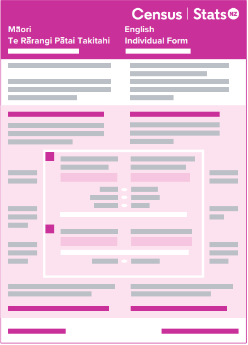 Census | Stats NZ
Māori
Te Rārangi Pātai Takitahi
English
Individual Form